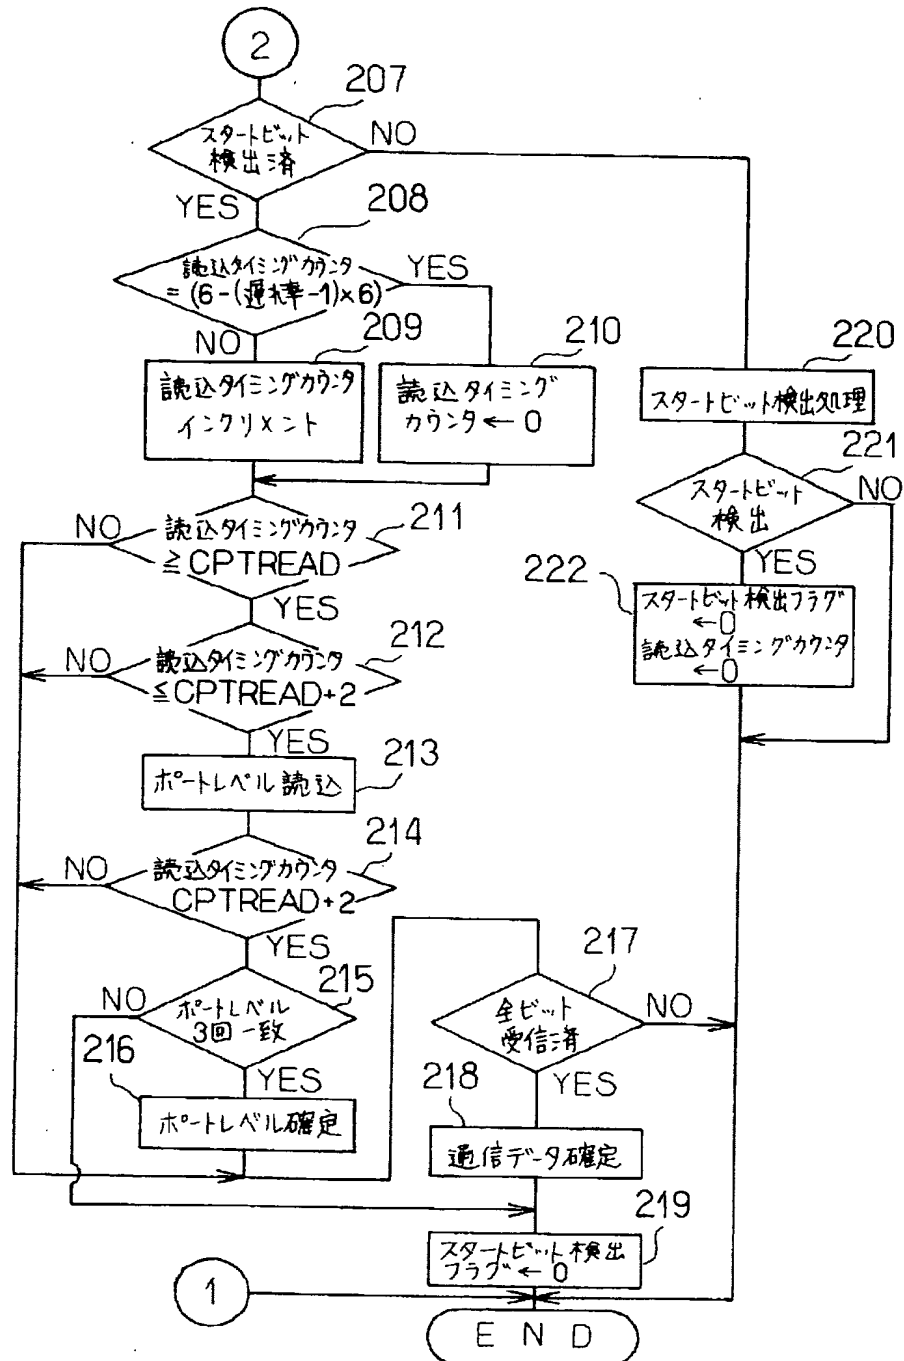 2
207
スタートビット
検出済
NO
YES
208
読込タイミングカウンタ
= (6-(遅れ率-1)×6)
YES
NO
209
読込タイミングカウンタ
インクリメント
210
読込タイミング
カウンタ←0
220
スタートビット検出処理
221
スタートビット
検出
NO
YES
222
スタートビット検出フラグ
←0
読込タイミングカウンタ
←0
NO
読込タイミングカウンタ
≧CPTREAD
211
YES
NO
読込タイミングカウンタ
≦CPTREAD+2
212
YES
213
ポートレベル読込
214
NO
読込タイミングカウンタ
CPTREAD+2
YES
215
NO
ポートレベル
3回一致
216
YES
ポートレベル確定
217
全ビット
受信済
NO
218
YES
通信データ確定
219
スタートビット検出
フラグ←0
1
END